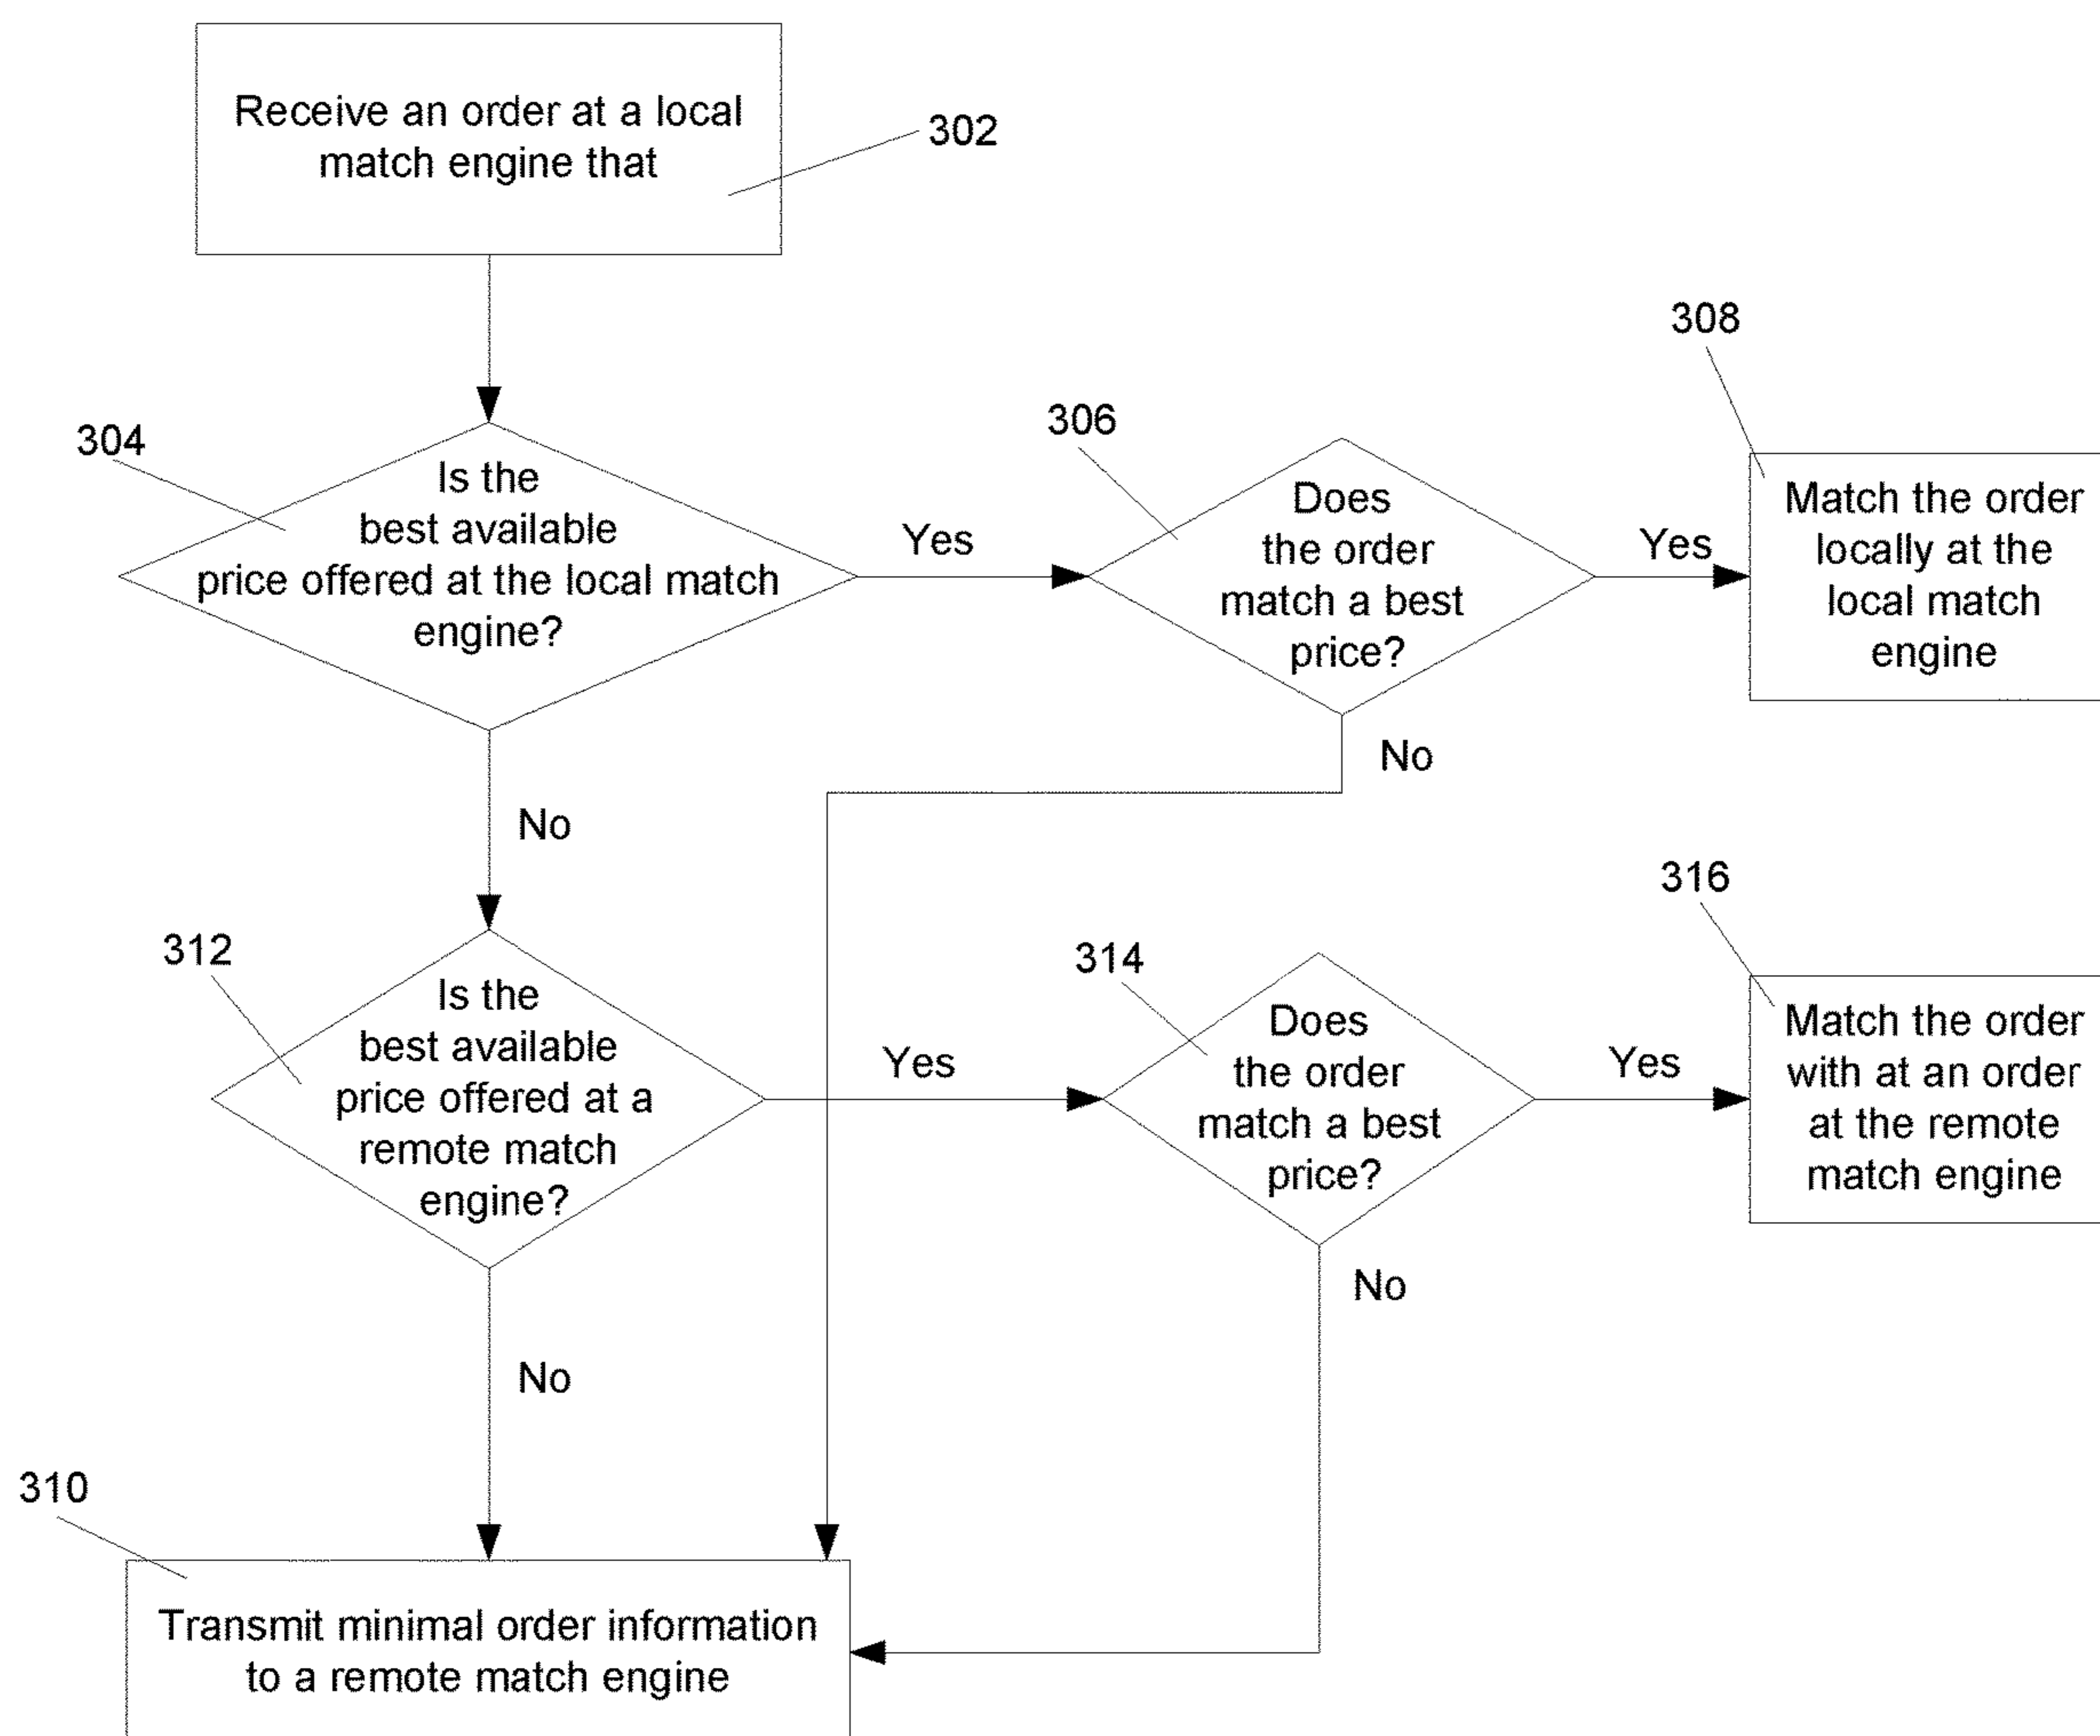 Receive an order at a local
match engine that
302
304
Is the
best available
price offered at the local match
engine?
Yes
306
Does
the order
match a best
price?
Yes
308
Match the order
locally at the
local match
engine
No
No
312
Is the
best available
price offered at a
remote match
engine?
Yes
314
Does
the order
match a best
price?
Yes
316
Match the order
with at an order
at the remote
match engine
No
No
310
Transmit minimal order information
to a remote match engine